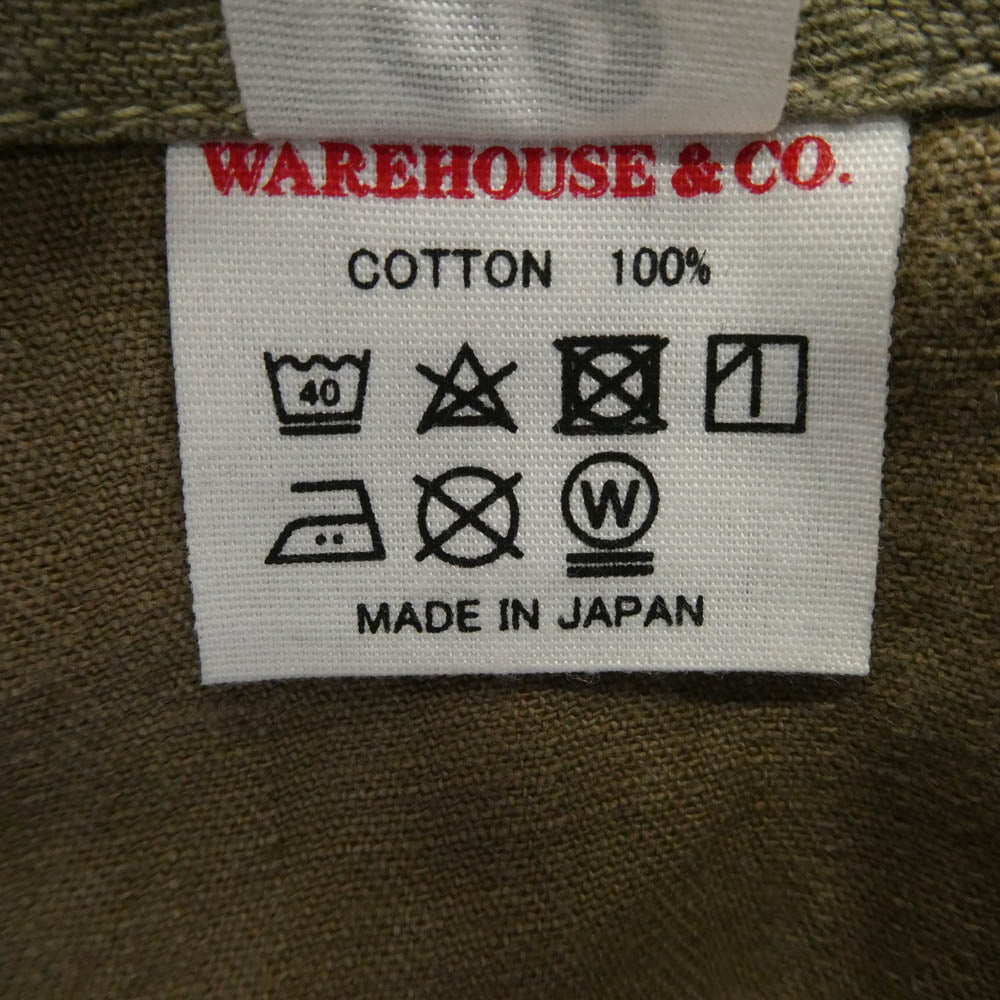 WAREHOUSE & CO.
COTTON 100%
40
W
MADE IN JAPAN